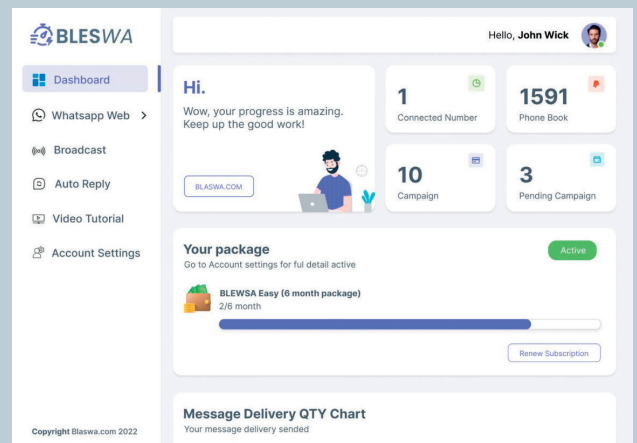 BLESWA
Hello, John Wick
Dashboard
Whatsapp Web
Broadcast
Auto Reply
Video Tutorial
Account Settings
Copyright Blaswa.com 2022
Hi.
Wow, your progress is amazing.
Keep up the good work!
BLASWA.COM
1
Connected Number
1591
Phone Book
10
Campaign
3
Pending Campaign
Your package
Go to Account settings for ful detail active
Active
BLEWSA Easy (6 month package)
2/6 month
Renew Subscription
Message Delivery QTY Chart
Your message delivery sended